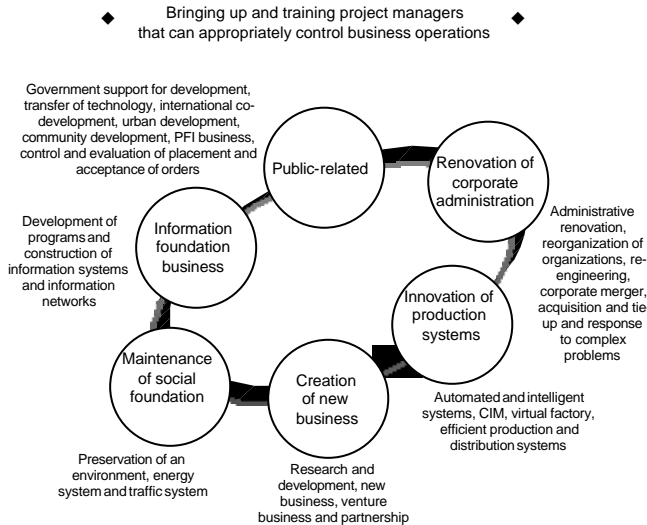 ◆ Bringing up and training project managers ◆
that can appropriately control business operations
Government support for development,
transfer of technology, international co-
development, urban development,
community development, PFI business,
control and evaluation of placement and
acceptance of orders
Public-related
Renovation of
corporate
administration
Administrative
renovation,
reorganization of
organizations, re-
engineering,
corporate merger,
acquisition and tie
up and response
to complex
problems
Development of
programs and
construction of
information systems
and information
networks
Information
foundation
business
Innovation of
production
systems
Automated and intelligent
systems, CIM, virtual factory,
efficient production and
distribution systems
Maintenance
of social
foundation
Preservation of an
environment, energy
system and traffic system
Creation
of new
business
Research and
development, new
business, venture
business and partnership